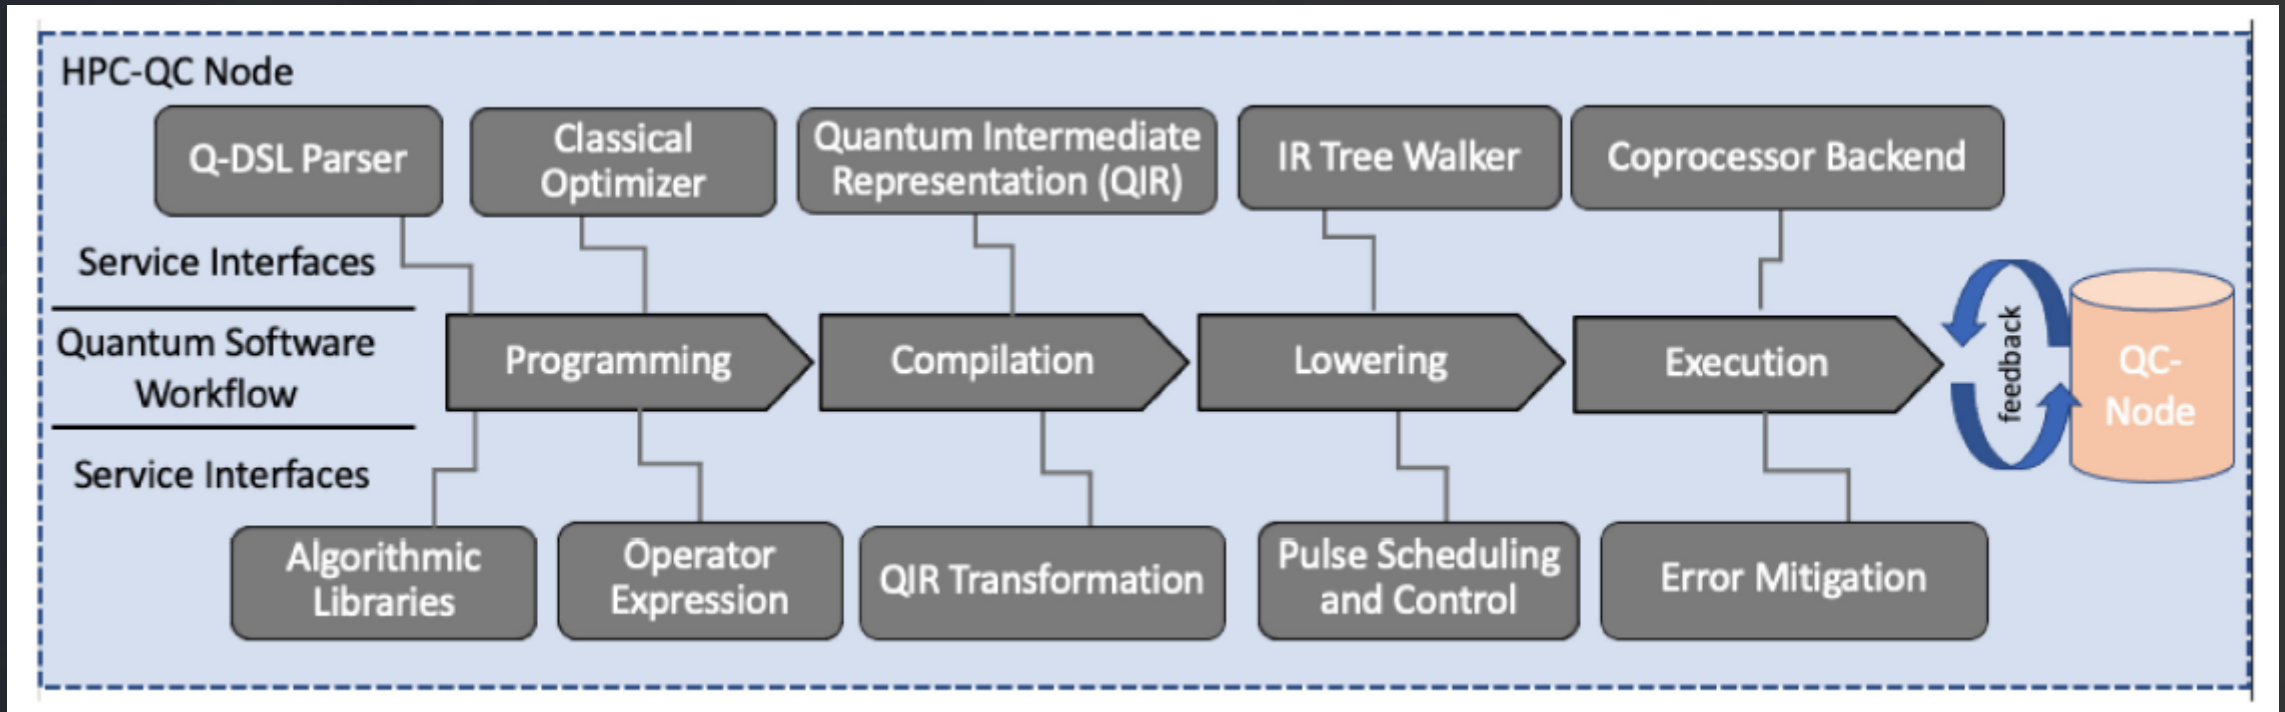 HPC-QC Node
Q-DSL Parser
Classical
Optimizer
Quantum Intermediate
Representation (QIR)
IR Tree Walker
Coprocessor Backend
Service Interfaces
Quantum Software
Workflow
Programming
Compilation
Lowering
Execution
feedback
QC-
Node
Service Interfaces
Algorithmic
Libraries
Operator
Expression
QIR Transformation
Pulse Scheduling
and Control
Error Mitigation